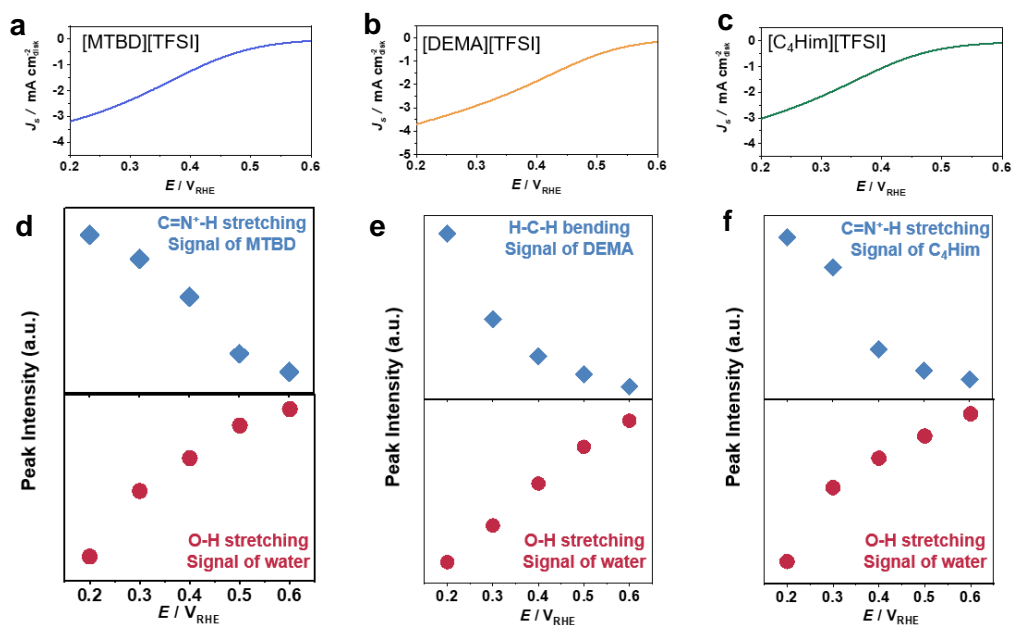 a
[MTBD][TFSI]
0
-1
-2
-3
-4
J_s / mA cm^-2_disk
0.2 0.3 0.4 0.5 0.6
E / V_RHE
b
[DEMA][TFSI]
0
-1
-2
-3
-4
-5
J_s / mA cm^-2_disk
0.2 0.3 0.4 0.5 0.6
E / V_RHE
c
[C₄Him][TFSI]
0
-1
-2
-3
-4
J_s / mA cm^-2_disk
0.2 0.3 0.4 0.5 0.6
E / V_RHE
d
C=N⁺-H stretching
Signal of MTBD
Peak Intensity (a.u.)
O-H stretching
Signal of water
0.2 0.3 0.4 0.5 0.6
E / V_RHE
e
H-C-H bending
Signal of DEMA
Peak Intensity (a.u.)
O-H stretching
Signal of water
0.2 0.3 0.4 0.5 0.6
E / V_RHE
f
C=N⁺-H stretching
Signal of C₄Him
Peak Intensity (a.u.)
O-H stretching
Signal of water
0.2 0.3 0.4 0.5 0.6
E / V_RHE